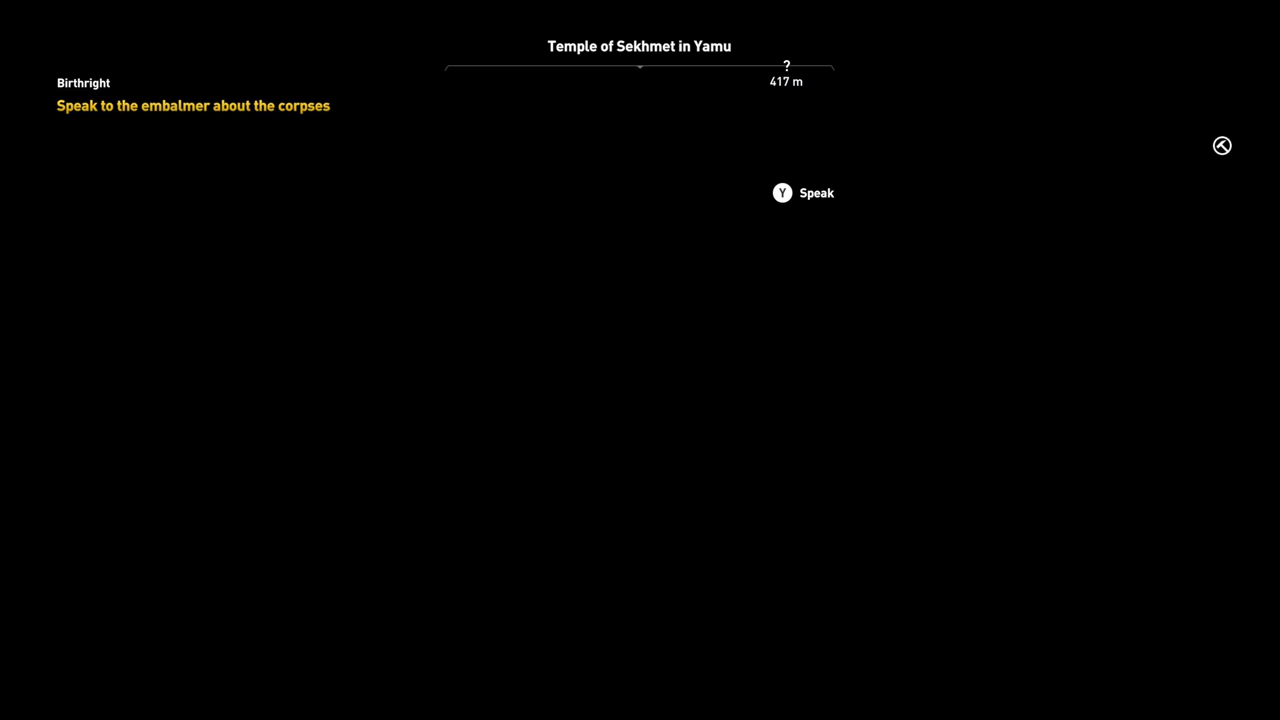 Temple of Sekhmet in Yamu
?
417 m
Birthright
Speak to the embalmer about the corpses
Y Speak